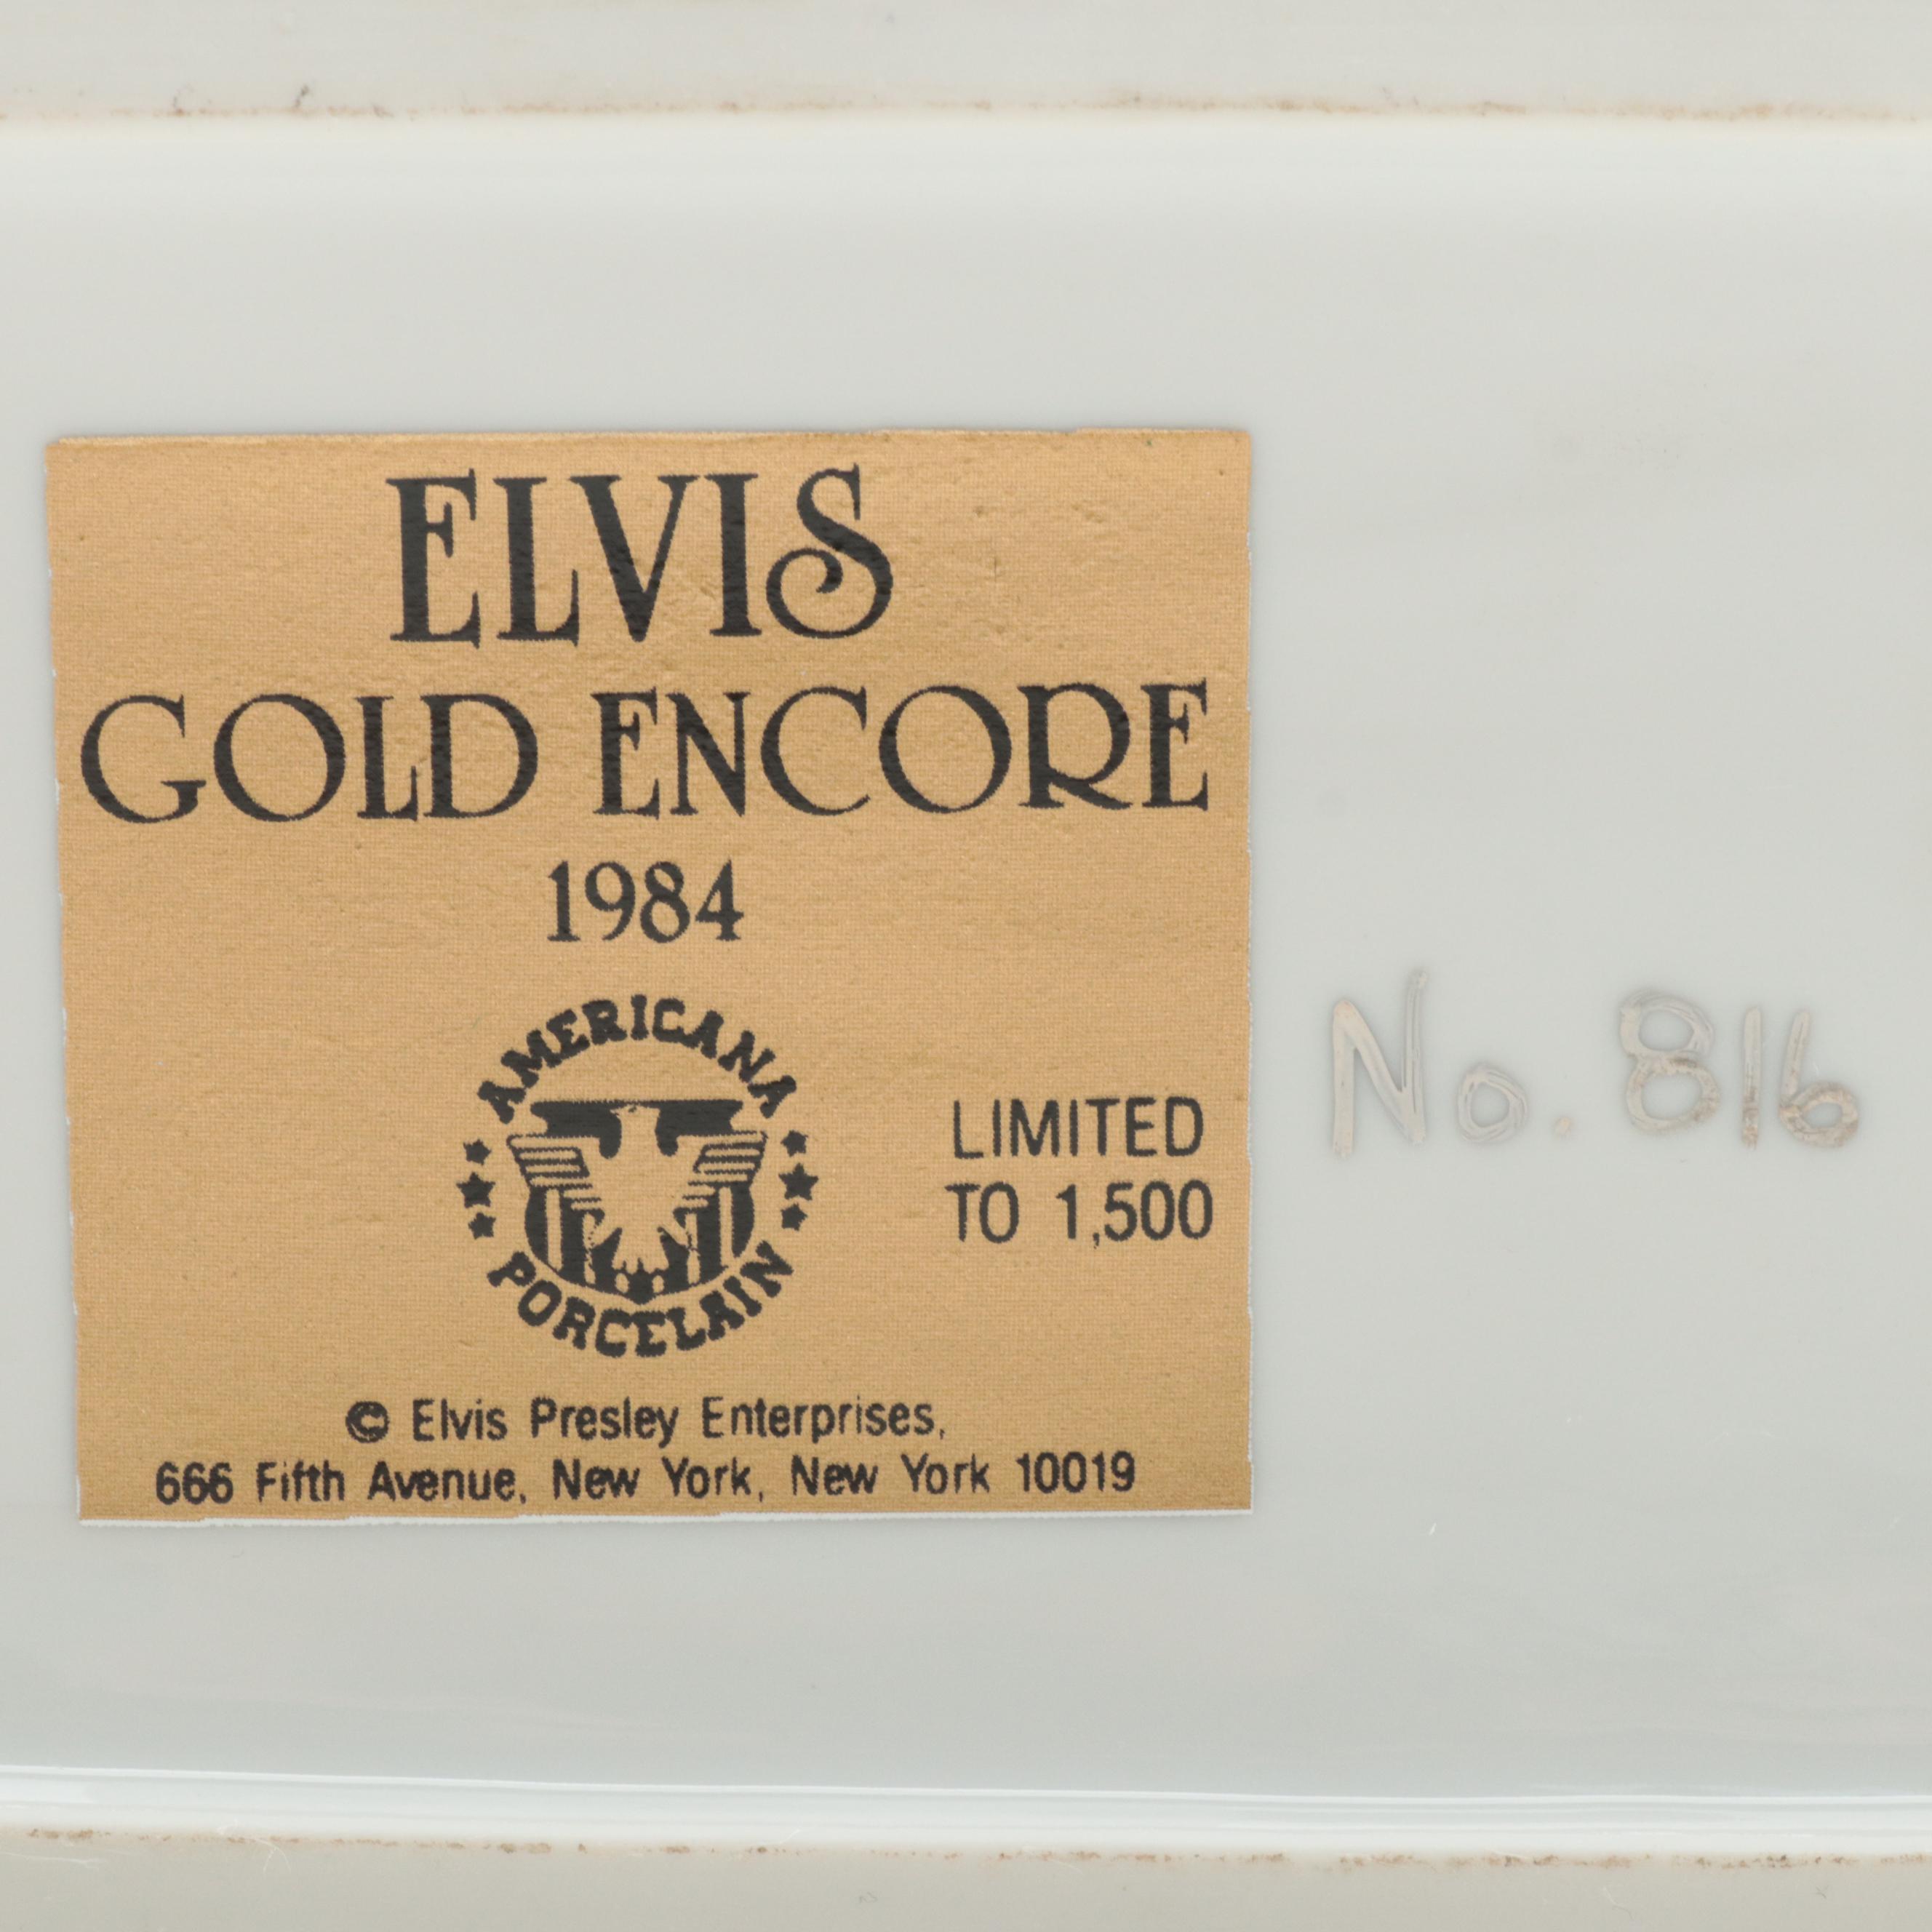 ELVIS
GOLD ENCORE
1984
AMERICANA
PORCELAIN
LIMITED
TO 1,500
© Elvis Presley Enterprises,
666 Fifth Avenue, New York, New York 10019
No. 816